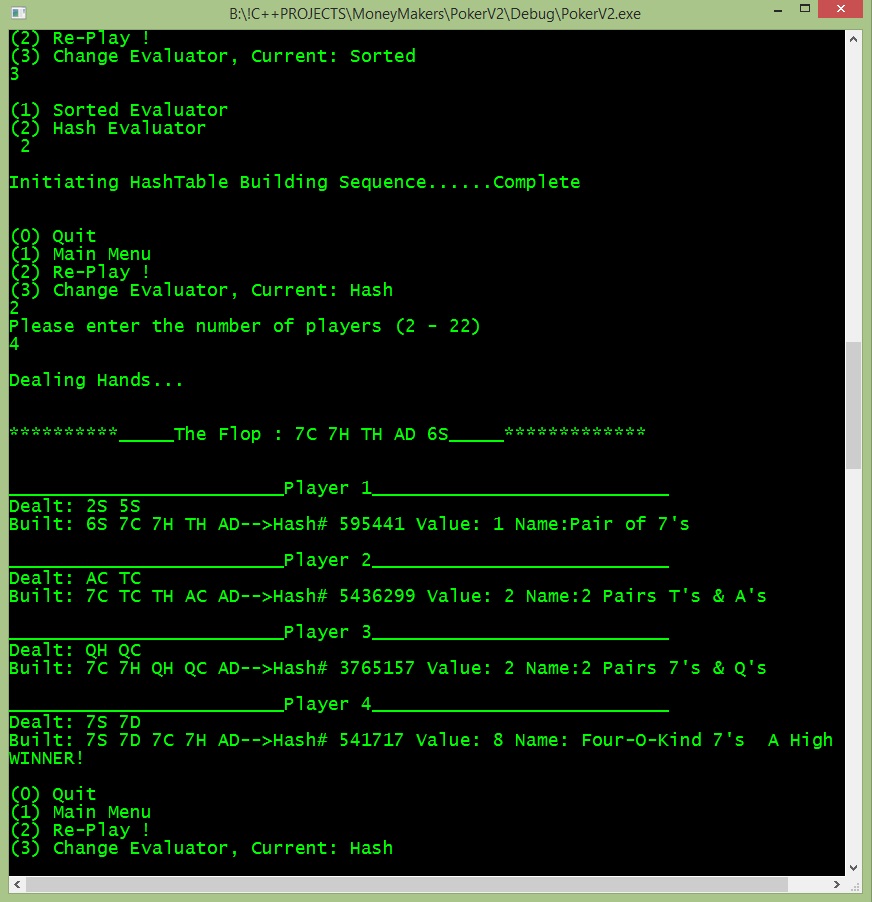 B:\!C++PROJECTS\MoneyMakers\PokerV2\Debug\PokerV2.exe
(2) Re-Play !
(3) Change Evaluator, Current: Sorted
3
(1) Sorted Evaluator
(2) Hash Evaluator
2
Initiating HashTable Building Sequence......Complete
(0) Quit
(1) Main Menu
(2) Re-Play !
(3) Change Evaluator, Current: Hash
2
Please enter the number of players (2 - 22)
4
Dealing Hands...
**********_____The Flop : 7C 7H TH AD 6S_____*************
_________________________Player 1___________________________
Dealt: 2S 5S
Built: 6S 7C 7H TH AD-->Hash# 595441 Value: 1 Name:Pair of 7's
_________________________Player 2___________________________
Dealt: AC TC
Built: 7C TC TH AC AD-->Hash# 5436299 Value: 2 Name:2 Pairs T's & A's
_________________________Player 3___________________________
Dealt: QH QC
Built: 7C 7H QH QC AD-->Hash# 3765157 Value: 2 Name:2 Pairs 7's & Q's
_________________________Player 4___________________________
Dealt: 7S 7D
Built: 7S 7D 7C 7H AD-->Hash# 541717 Value: 8 Name: Four-O-Kind 7's  A High
WINNER!
(0) Quit
(1) Main Menu
(2) Re-Play !
(3) Change Evaluator, Current: Hash